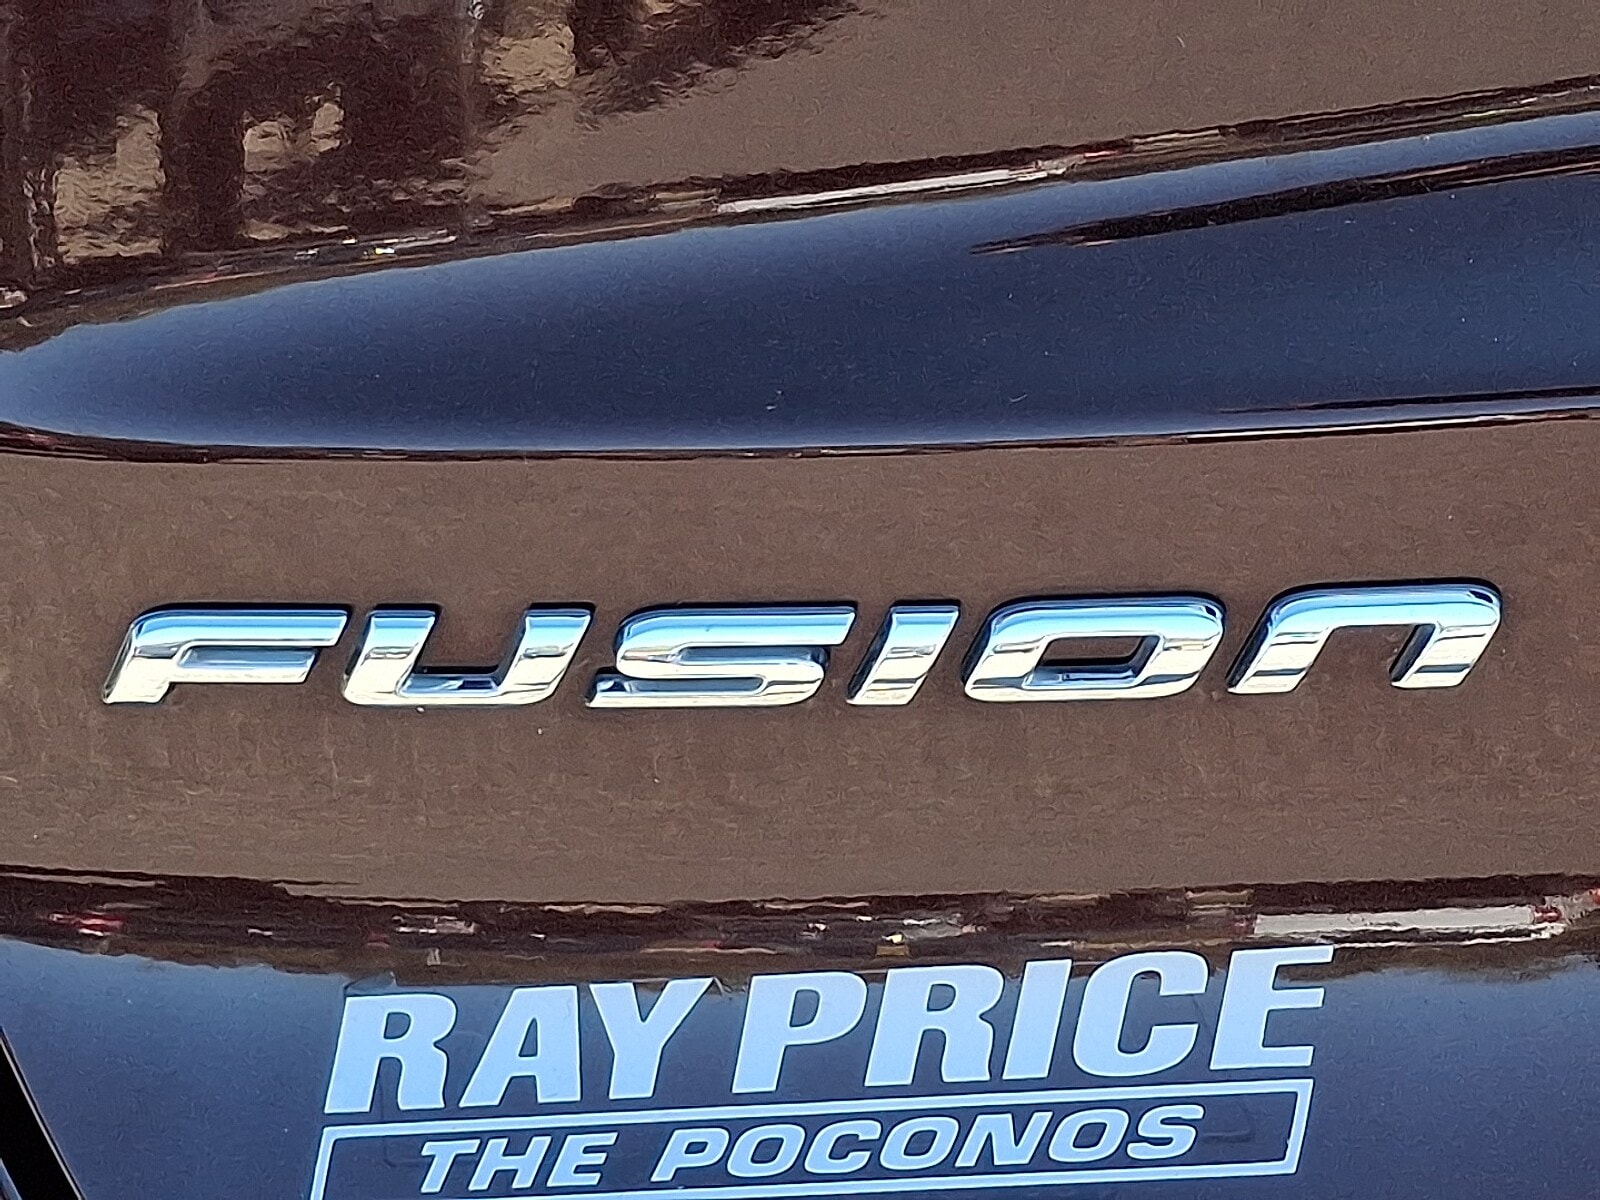 FUSION
RAY PRICE
THE POCONOS